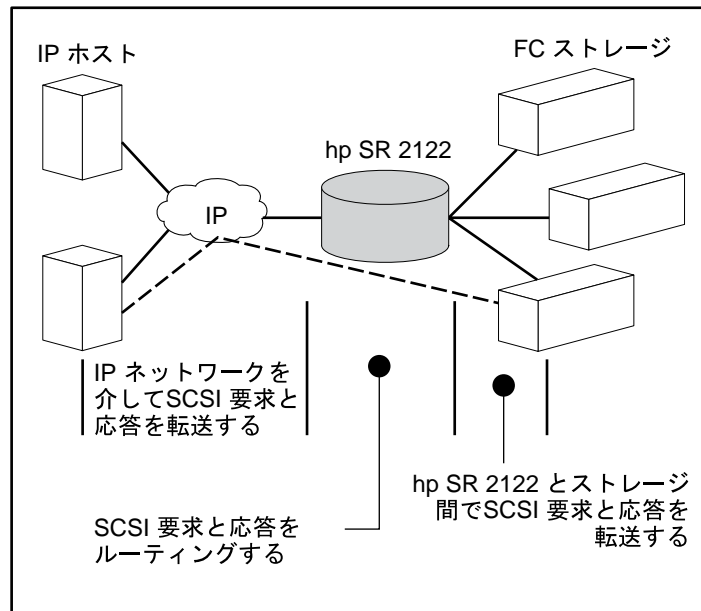 IP ホスト
FC ストレージ
hp SR 2122
IP
IP ネットワークを
介してSCSI 要求と
応答を転送する
hp SR 2122 とストレージ
間でSCSI 要求と応答を
転送する
SCSI 要求と応答を
ルーティングする